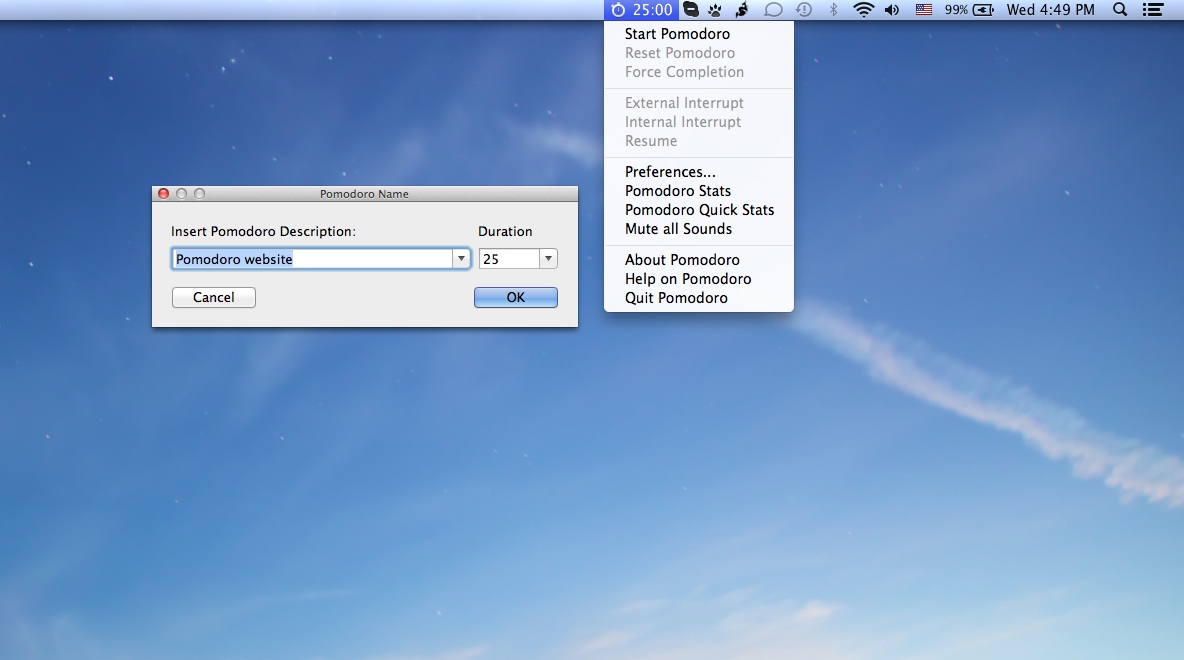 25:00
99%
Wed 4:49 PM
Start Pomodoro
Reset Pomodoro
Force Completion
External Interrupt
Internal Interrupt
Resume
Preferences...
Pomodoro Stats
Pomodoro Quick Stats
Mute all Sounds
About Pomodoro
Help on Pomodoro
Quit Pomodoro
Pomodoro Name
Insert Pomodoro Description:
Duration
Pomodoro website
25
Cancel
OK